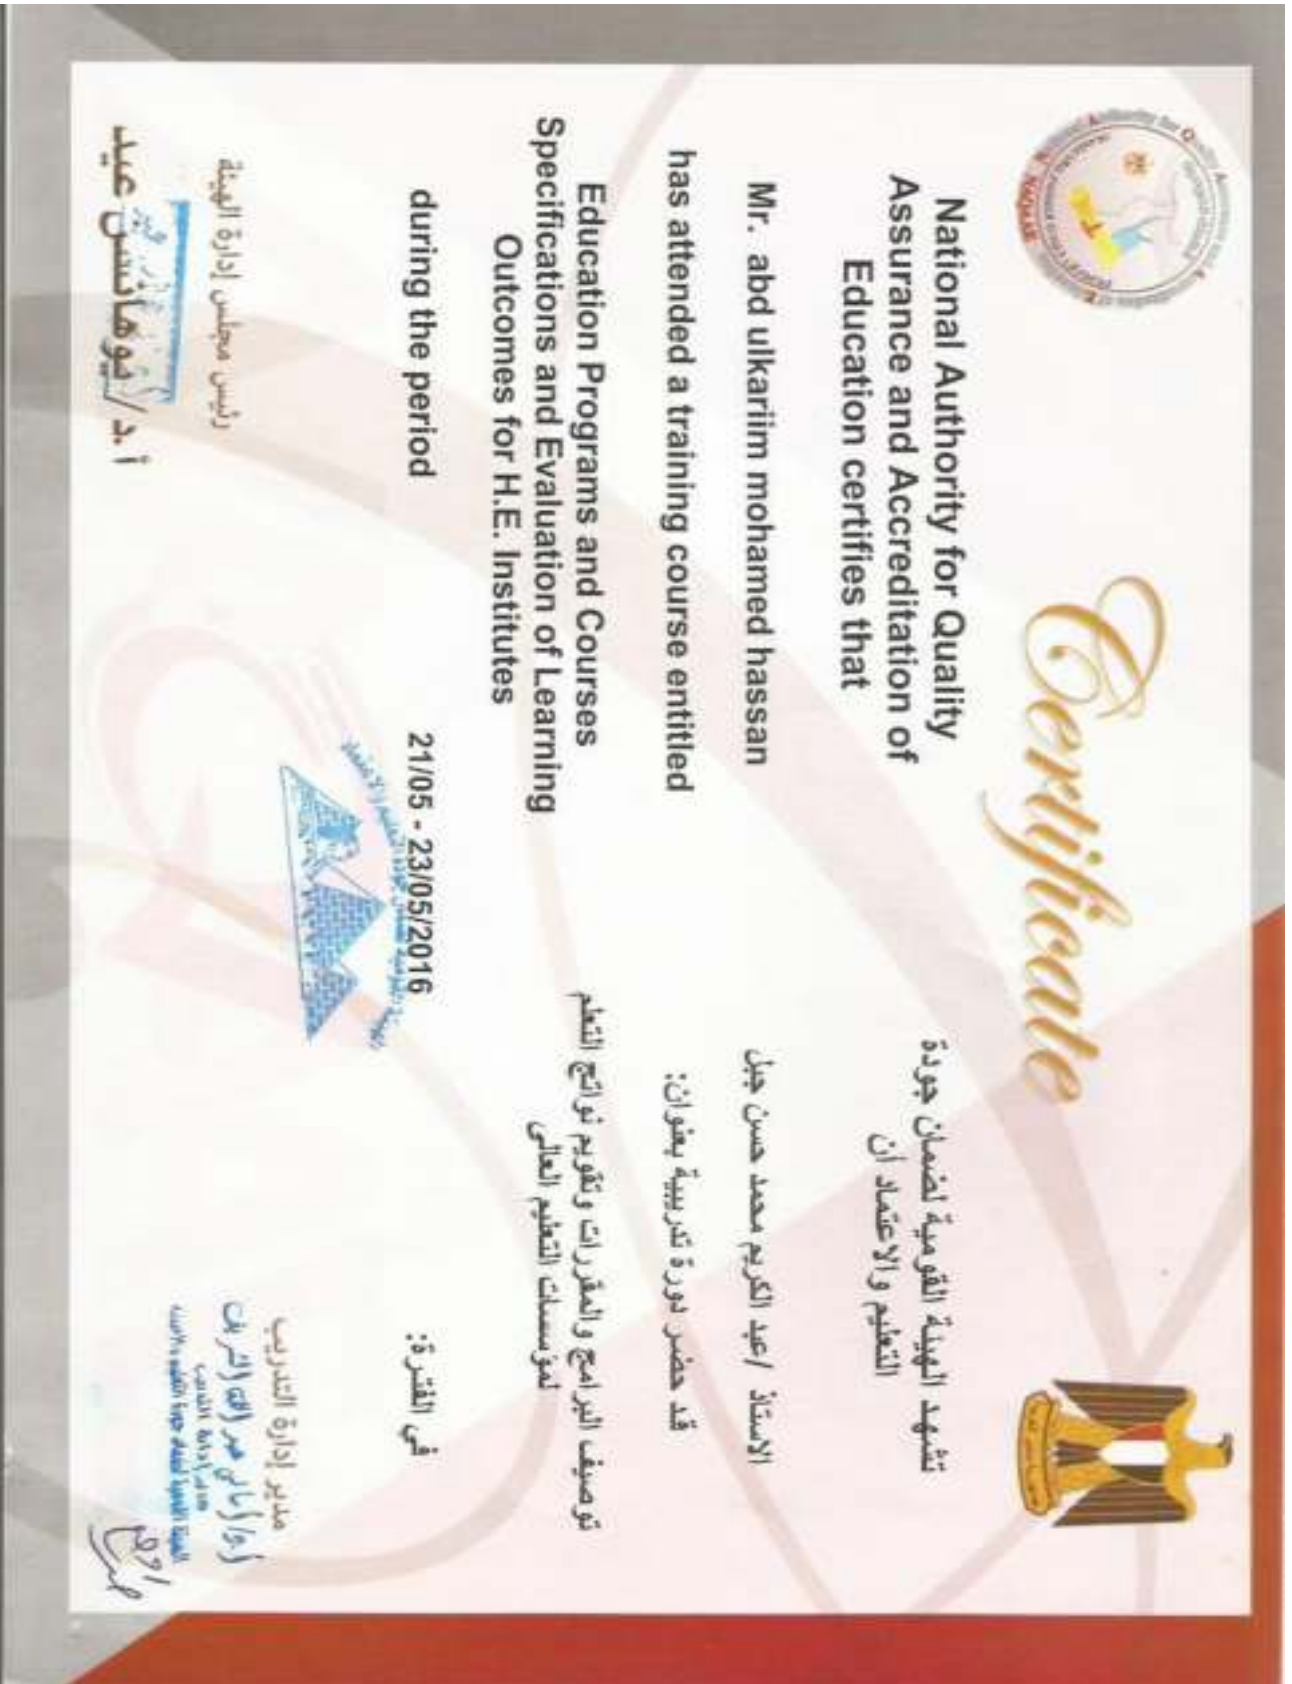 Certificate
National Authority for Quality
Assurance and Accreditation of
Education certifies that
تشهد الهيئة القومية لضمان جودة
التعليم والاعتماد أن
Mr. abd ulkariim mohamed hassan
الاستاذ /عبد الكريم محمد حسن جبل
has attended a training course entitled
قد حضر دورة تدريبية بعنوان:
Education Programs and Courses
Specifications and Evaluation of Learning
Outcomes for H.E. Institutes
توصيف البرامج والمقررات وتقويم نواتج التعلم
لمؤسسات التعليم العالى
during the period
21/05 - 23/05/2016
في الفترة:
رئيس مجلس إدارة الهيئة
أ.د/ يوهانسن عيد
مدير إدارة التدريب